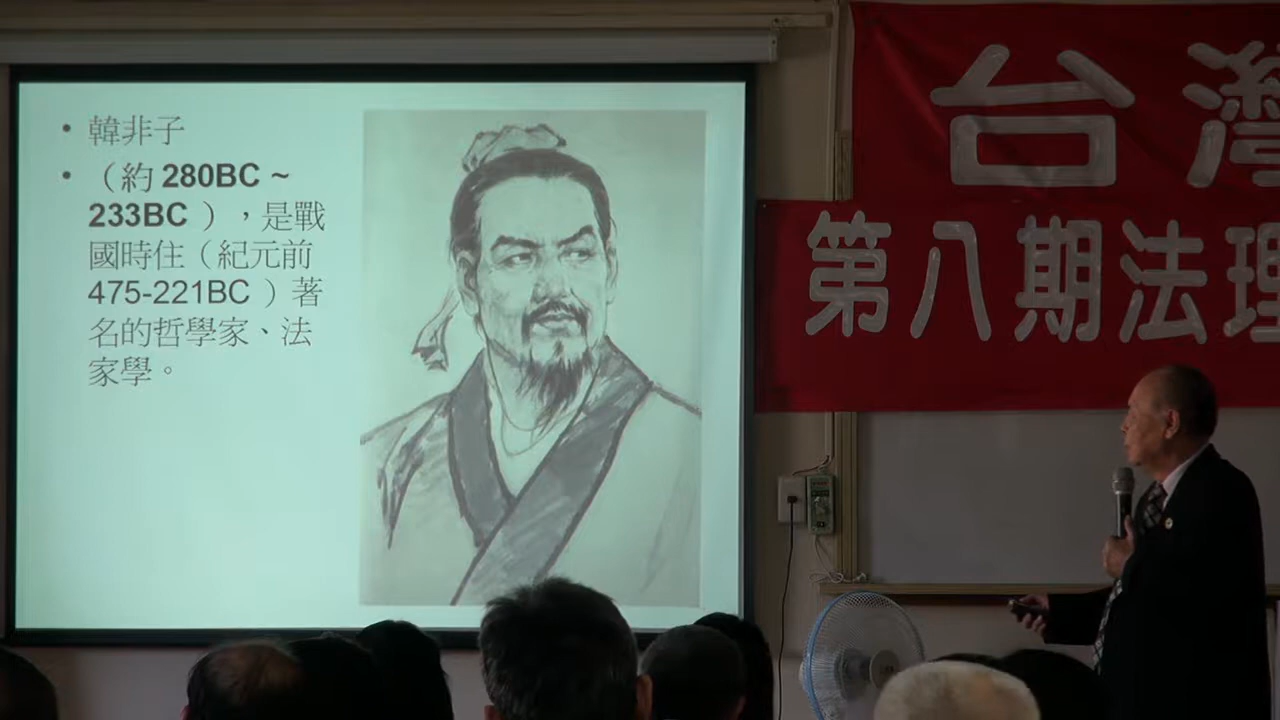 • 韓非子
• （約 280BC ~
233BC ），是戰
國時住（紀元前
475-221BC ）著
名的哲學家、法
家學。
台灣
第八期法理